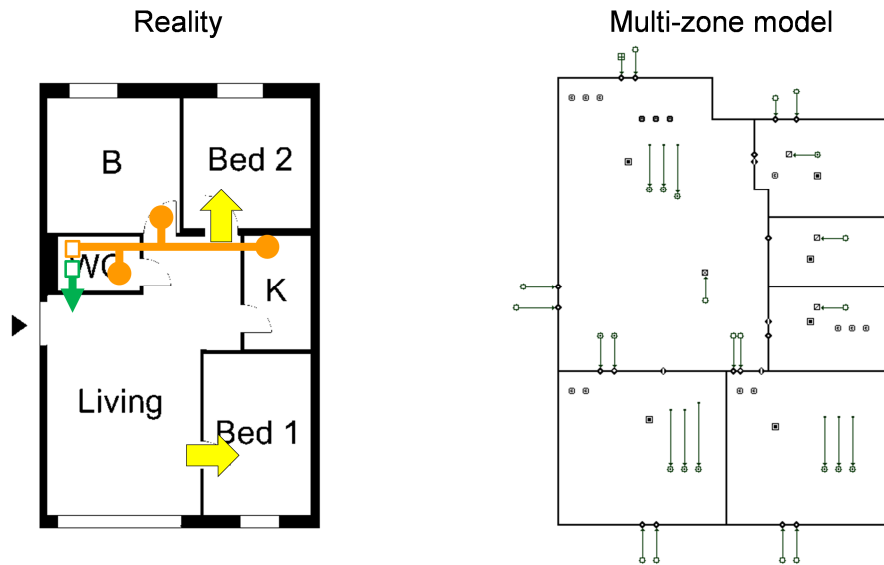 Reality
Multi-zone model
B
Bed 2
WC
K
Living
Bed 1